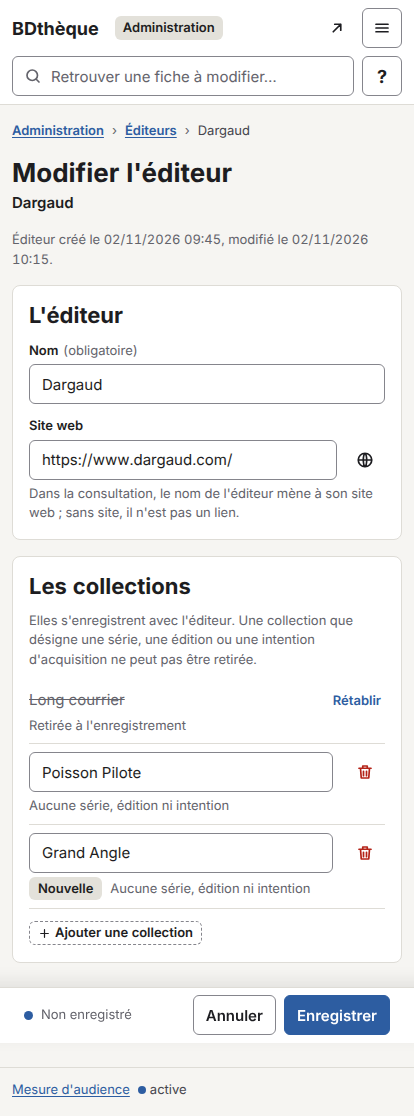 BDthèque Administration
Retrouver une fiche à modifier... ?
Administration › Éditeurs › Dargaud
Modifier l'éditeur
Dargaud
Éditeur créé le 02/11/2026 09:45, modifié le 02/11/2026
10:15.
L'éditeur
Nom (obligatoire)
Dargaud
Site web
https://www.dargaud.com/
Dans la consultation, le nom de l'éditeur mène à son site
web ; sans site, il n'est pas un lien.
Les collections
Elles s'enregistrent avec l'éditeur. Une collection que
désigne une série, une édition ou une intention
d'acquisition ne peut pas être retirée.
Long courrier Rétablir
Retirée à l'enregistrement
Poisson Pilote
Aucune série, édition ni intention
Grand Angle
Nouvelle Aucune série, édition ni intention
+ Ajouter une collection
Non enregistré Annuler Enregistrer
Mesure d'audience active